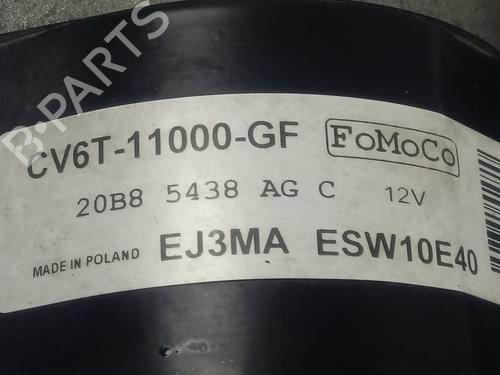 B-PARTS
CV6T-11000-GF FoMoCo
20B8 5438 AG C 12V
MADE IN POLAND EJ3MA ESW10E40